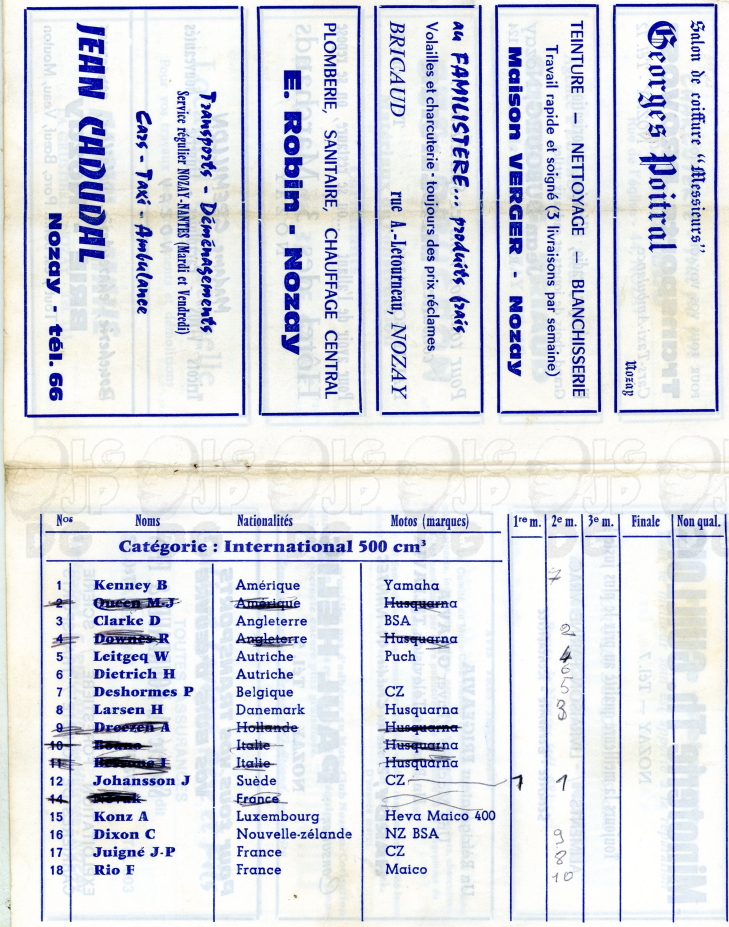 Salon de coiffure "Messieurs"
Georges Poitral
Nozay
TEINTURE — NETTOYAGE — BLANCHISSERIE
Travail rapide et soigné (3 livraisons par semaine)
Maison VERGER - Nozay
au FAMILISTÈRE... produits frais
Volailles et charcuterie - toujours des prix réclames
BRICAUD rue A.-Letourneau, NOZAY
PLOMBERIE, SANITAIRE, CHAUFFAGE CENTRAL
E. Robin - Nozay
Transports - Déménagements
Service régulier NOZAY-NANTES (Mardi et Vendredi)
Cars - Taxi - Ambulance
JEAN CADUDAL Nozay - tél. 66
Nos Noms Nationalités Motos (marques) 1re m. 2e m. 3e m. Finale Non qual.
Catégorie : International 500 cm³
1 Kenney B Amérique Yamaha 7
2 Queen M-J Amérique Husquarna
3 Clarke D Angleterre BSA
4 Downes R Angleterre Husquarna 2
5 Leitgeq W Autriche Puch 4
6 Dietrich H Autriche 6
7 Deshormes P Belgique CZ 5
8 Larsen H Danemark Husquarna 3
9 Droezen A Hollande Husquarna
10 Italie Husquarna
11 Italie Husquarna
12 Johansson J Suède CZ 1 1
14 France
15 Konz A Luxembourg Heva Maico 400
16 Dixon C Nouvelle-zélande NZ BSA 9
17 Juigné J-P France CZ 8
18 Rio F France Maico 10
LG JP DG